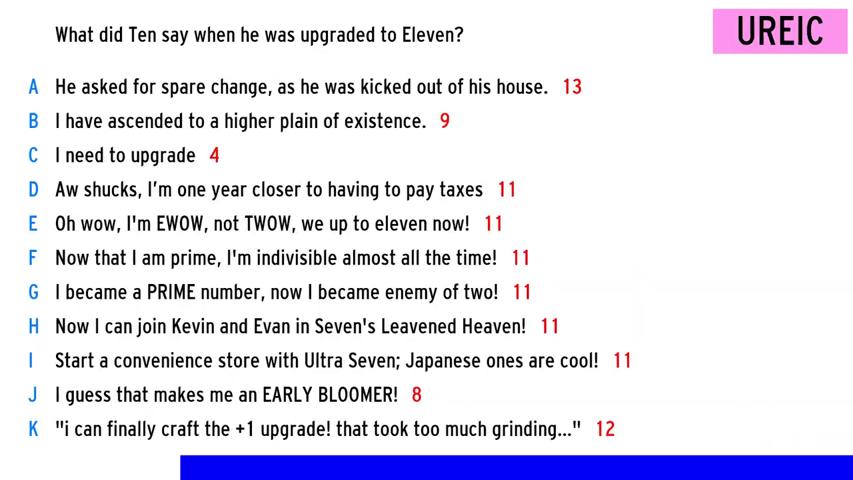 What did Ten say when he was upgraded to Eleven?
UREIC
A He asked for spare change, as he was kicked out of his house. 13
B I have ascended to a higher plain of existence. 9
C I need to upgrade 4
D Aw shucks, I'm one year closer to having to pay taxes 11
E Oh wow, I'm EWOW, not TWOW, we up to eleven now! 11
F Now that I am prime, I'm indivisible almost all the time! 11
G I became a PRIME number, now I became enemy of two! 11
H Now I can join Kevin and Evan in Seven's Leavened Heaven! 11
I Start a convenience store with Ultra Seven; Japanese ones are cool! 11
J I guess that makes me an EARLY BLOOMER! 8
K "i can finally craft the +1 upgrade! that took too much grinding..." 12